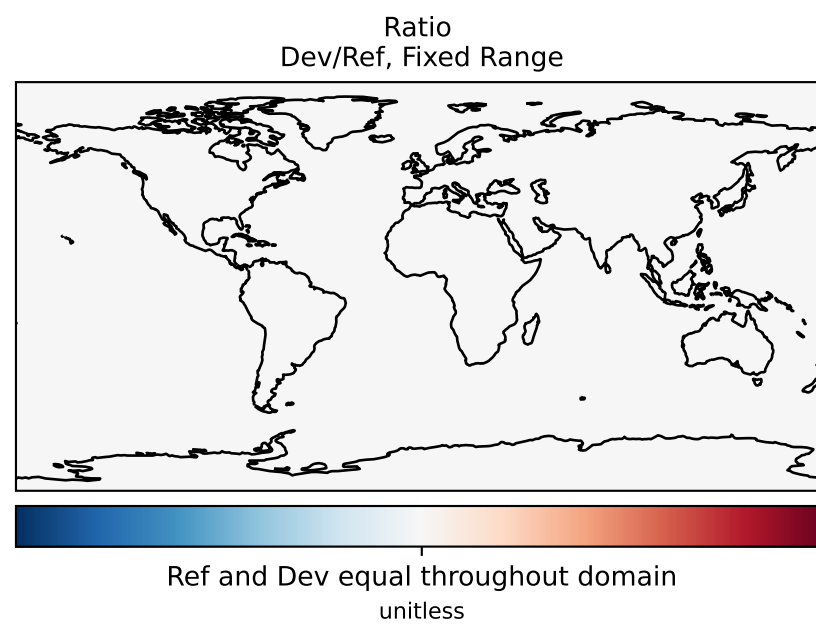 Ratio
Dev/Ref, Fixed Range
Ref and Dev equal throughout domain
unitless